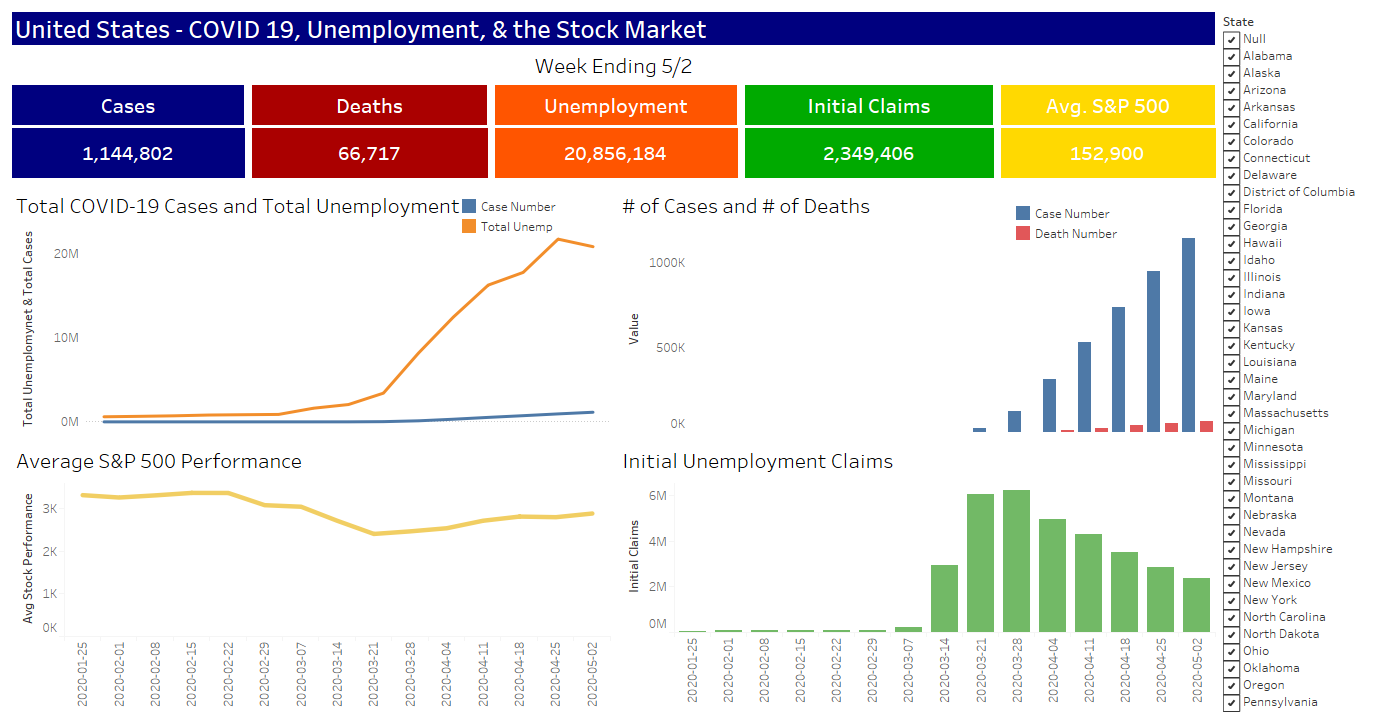 United States - COVID 19, Unemployment, & the Stock Market
Week Ending 5/2
Cases
Deaths
Unemployment
Initial Claims
Avg. S&P 500
1,144,802
66,717
20,856,184
2,349,406
152,900
Total COVID-19 Cases and Total Unemployment
Case Number
Total Unemp
Total Unemplomynet & Total Cases
20M
10M
0M
# of Cases and # of Deaths
Case Number
Death Number
Value
1000K
500K
0K
Average S&P 500 Performance
Avg Stock Performance
3K
2K
1K
0K
2020-01-25
2020-02-01
2020-02-08
2020-02-15
2020-02-22
2020-02-29
2020-03-07
2020-03-14
2020-03-21
2020-03-28
2020-04-04
2020-04-11
2020-04-18
2020-04-25
2020-05-02
Initial Unemployment Claims
Initial Claims
6M
4M
2M
0M
2020-01-25
2020-02-01
2020-02-08
2020-02-15
2020-02-22
2020-02-29
2020-03-07
2020-03-14
2020-03-21
2020-03-28
2020-04-04
2020-04-11
2020-04-18
2020-04-25
2020-05-02
State
Null
Alabama
Alaska
Arizona
Arkansas
California
Colorado
Connecticut
Delaware
District of Columbia
Florida
Georgia
Hawaii
Idaho
Illinois
Indiana
Iowa
Kansas
Kentucky
Louisiana
Maine
Maryland
Massachusetts
Michigan
Minnesota
Mississippi
Missouri
Montana
Nebraska
Nevada
New Hampshire
New Jersey
New Mexico
New York
North Carolina
North Dakota
Ohio
Oklahoma
Oregon
Pennsylvania